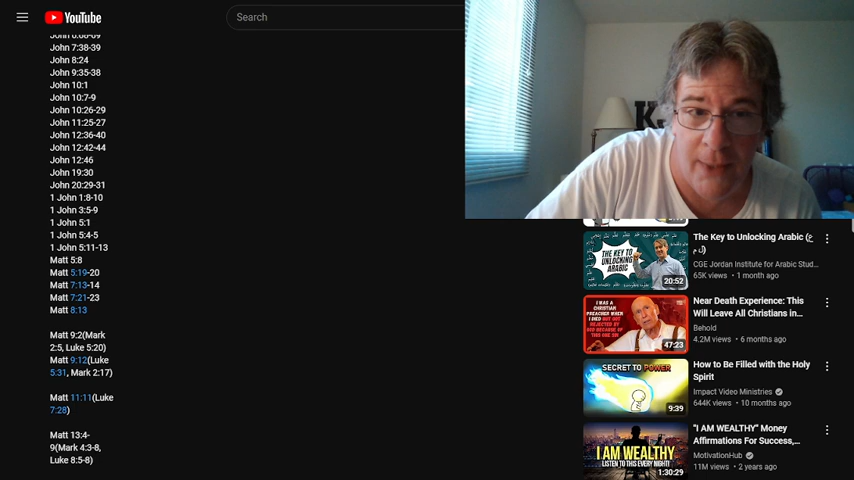 YouTube
Search
John 6:68-69
John 7:38-39
John 8:24
John 9:35-38
John 10:1
John 10:7-9
John 10:26-29
John 11:25-27
John 12:36-40
John 12:42-44
John 12:46
John 19:30
John 20:29-31
1 John 1:8-10
1 John 3:5-9
1 John 5:1
1 John 5:4-5
1 John 5:11-13
Matt 5:8
Matt 5:19-20
Matt 7:13-14
Matt 7:21-23
Matt 8:13
Matt 9:2(Mark
2:5, Luke 5:20)
Matt 9:12(Luke
5:31, Mark 2:17)
Matt 11:11(Luke
7:28)
Matt 13:4-
9(Mark 4:3-8,
Luke 8:5-8)
THE KEY TO
UNLOCKING
ARABIC
20:52
The Key to Unlocking Arabic
CGE Jordan Institute for Arabic Stud...
65K views • 1 month ago
I WAS A
CHRISTIAN
PREACHER WHEN
I DIED BUT GOT
REJECTED BY
GOD BECAUSE OF
THIS ONE SIN
47:23
Near Death Experience: This
Will Leave All Christians in...
Behold
4.2M views • 6 months ago
SECRET TO POWER
9:39
How to Be Filled with the Holy
Spirit
Impact Video Ministries
644K views • 10 months ago
I AM WEALTHY
LISTEN TO THIS EVERY NIGHT!
1:30:29
"I AM WEALTHY" Money
Affirmations For Success,...
MotivationHub
11M views • 2 years ago